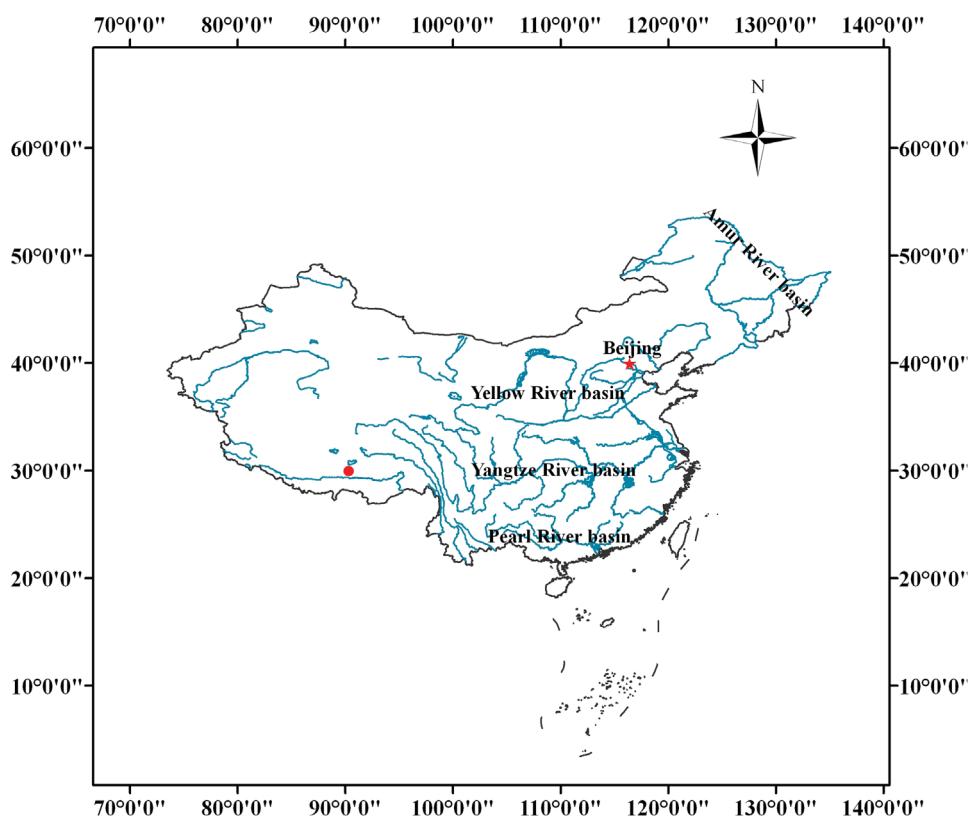 70°0'0" 80°0'0" 90°0'0" 100°0'0" 110°0'0" 120°0'0" 130°0'0" 140°0'0"
N
60°0'0" 60°0'0"
Amur River basin
50°0'0" 50°0'0"
Beijing
40°0'0" 40°0'0"
Yellow River basin
30°0'0" Yangtze River basin 30°0'0"
Pearl River basin
20°0'0" 20°0'0"
10°0'0" 10°0'0"
70°0'0" 80°0'0" 90°0'0" 100°0'0" 110°0'0" 120°0'0" 130°0'0" 140°0'0"